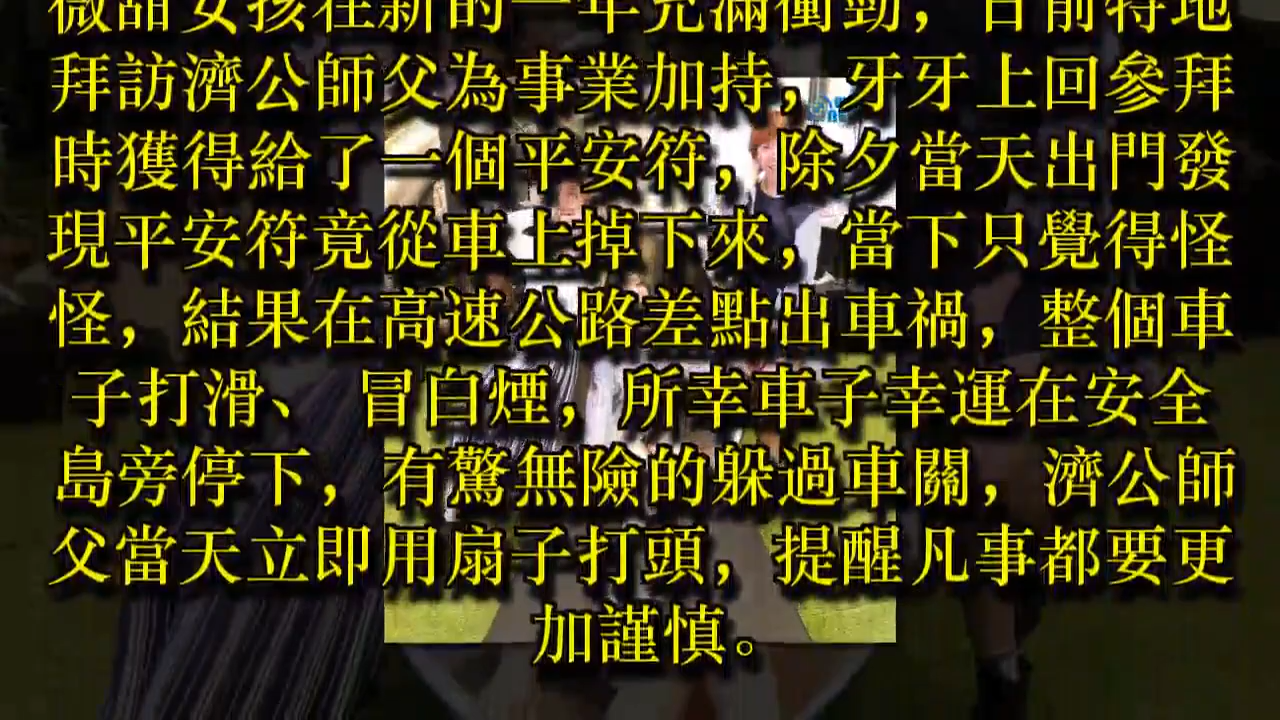 微甜女孩在新的一年充滿衝勁，日前特地
拜訪濟公師父為事業加持，牙牙上回參拜
時獲得給了一個平安符，除夕當天出門發
現平安符竟從車上掉下來，當下只覺得怪
怪，結果在高速公路差點出車禍，整個車
子打滑、 冒白煙，所幸車子幸運在安全
島旁停下，有驚無險的躲過車關，濟公師
父當天立即用扇子打頭，提醒凡事都要更
加謹慎。